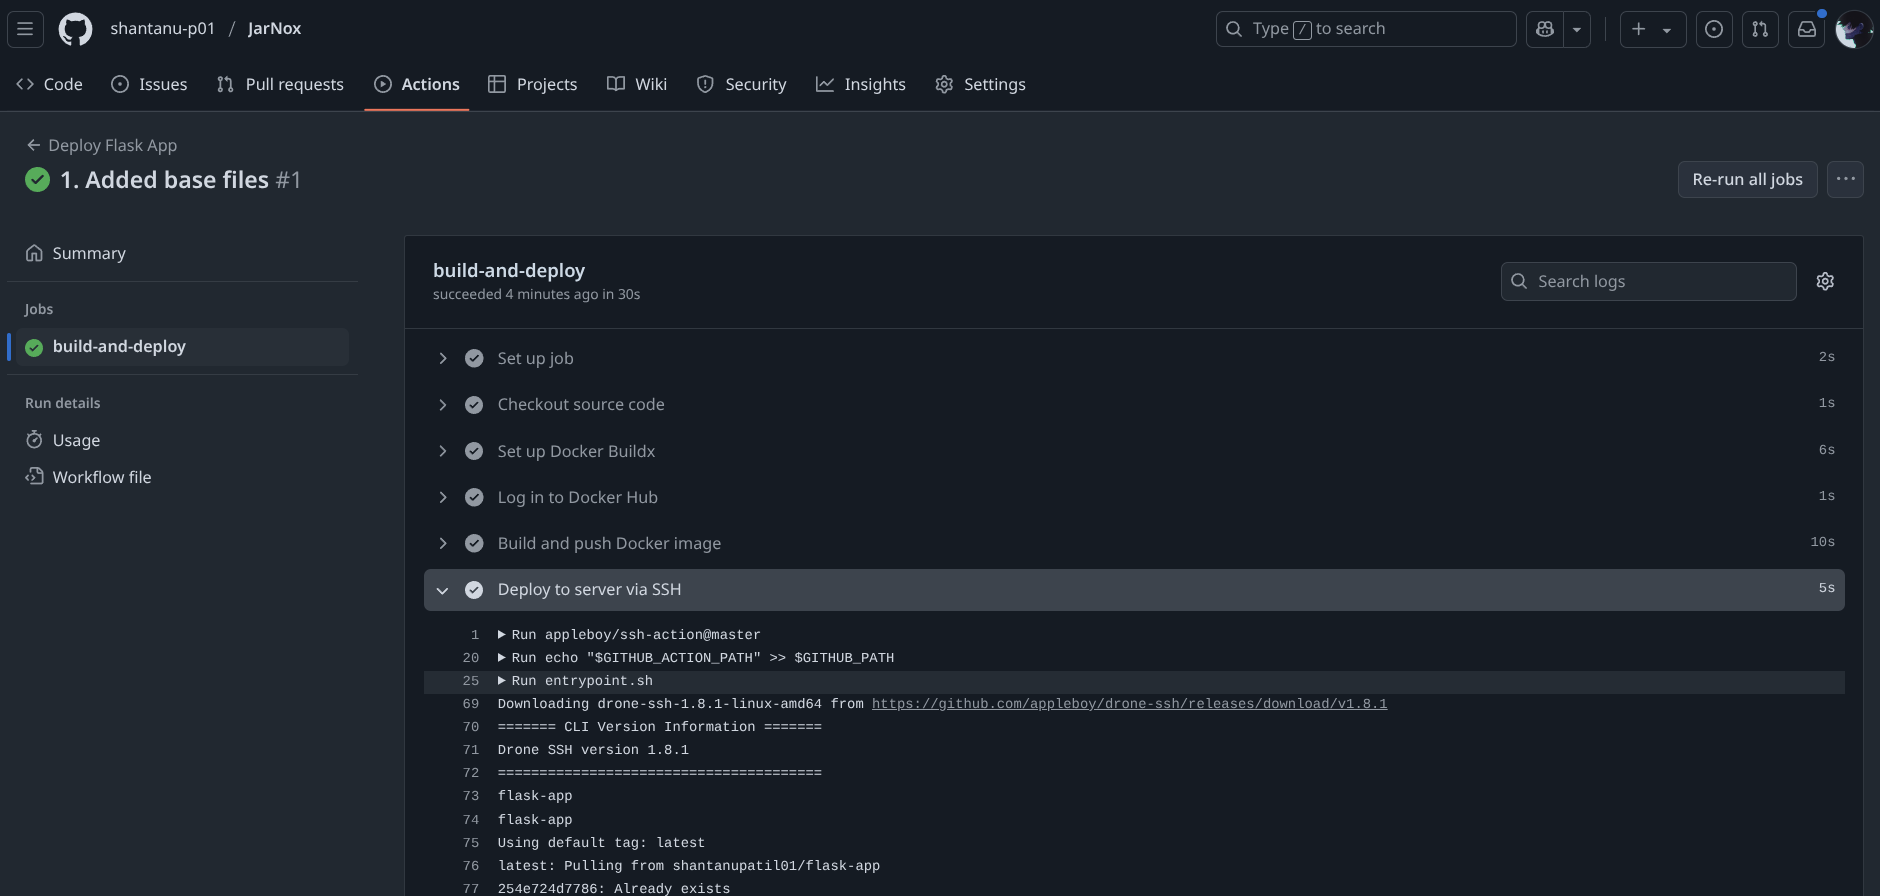 shantanu-p01 / JarNox
Type / to search
Code Issues Pull requests Actions Projects Wiki Security Insights Settings
Deploy Flask App
1. Added base files #1
Re-run all jobs
Summary
Jobs
build-and-deploy
Run details
Usage
Workflow file
build-and-deploy
succeeded 4 minutes ago in 30s
Search logs
Set up job 2s
Checkout source code 1s
Set up Docker Buildx 6s
Log in to Docker Hub 1s
Build and push Docker image 10s
Deploy to server via SSH 5s
1 Run appleboy/ssh-action@master
20 Run echo "$GITHUB_ACTION_PATH" >> $GITHUB_PATH
25 Run entrypoint.sh
69 Downloading drone-ssh-1.8.1-linux-amd64 from https://github.com/appleboy/drone-ssh/releases/download/v1.8.1
70 ======= CLI Version Information =======
71 Drone SSH version 1.8.1
72 =======================================
73 flask-app
74 flask-app
75 Using default tag: latest
76 latest: Pulling from shantanupatil01/flask-app
77 254e724d7786: Already exists